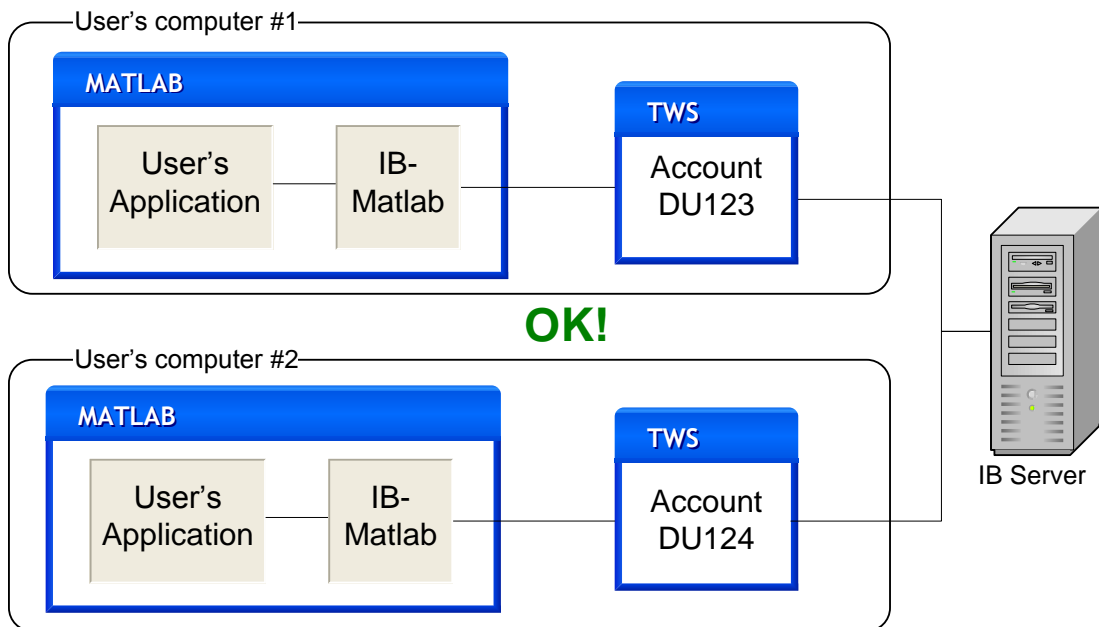 User's computer #1
MATLAB
TWS
User's
Application
IB-
Matlab
Account
DU123
OK!
User's computer #2
MATLAB
TWS
User's
Application
IB-
Matlab
Account
DU124
IB Server